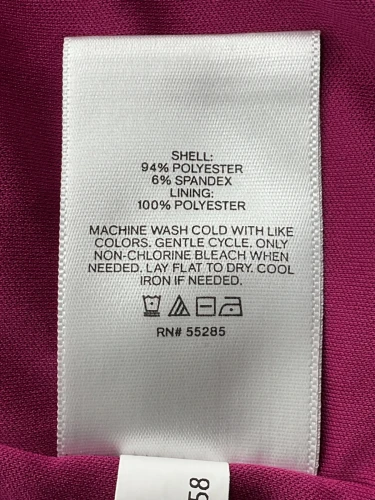 SHELL:
94% POLYESTER
6% SPANDEX
LINING:
100% POLYESTER
MACHINE WASH COLD WITH LIKE
COLORS. GENTLE CYCLE. ONLY
NON-CHLORINE BLEACH WHEN
NEEDED. LAY FLAT TO DRY. COOL
IRON IF NEEDED.
RN# 55285
58